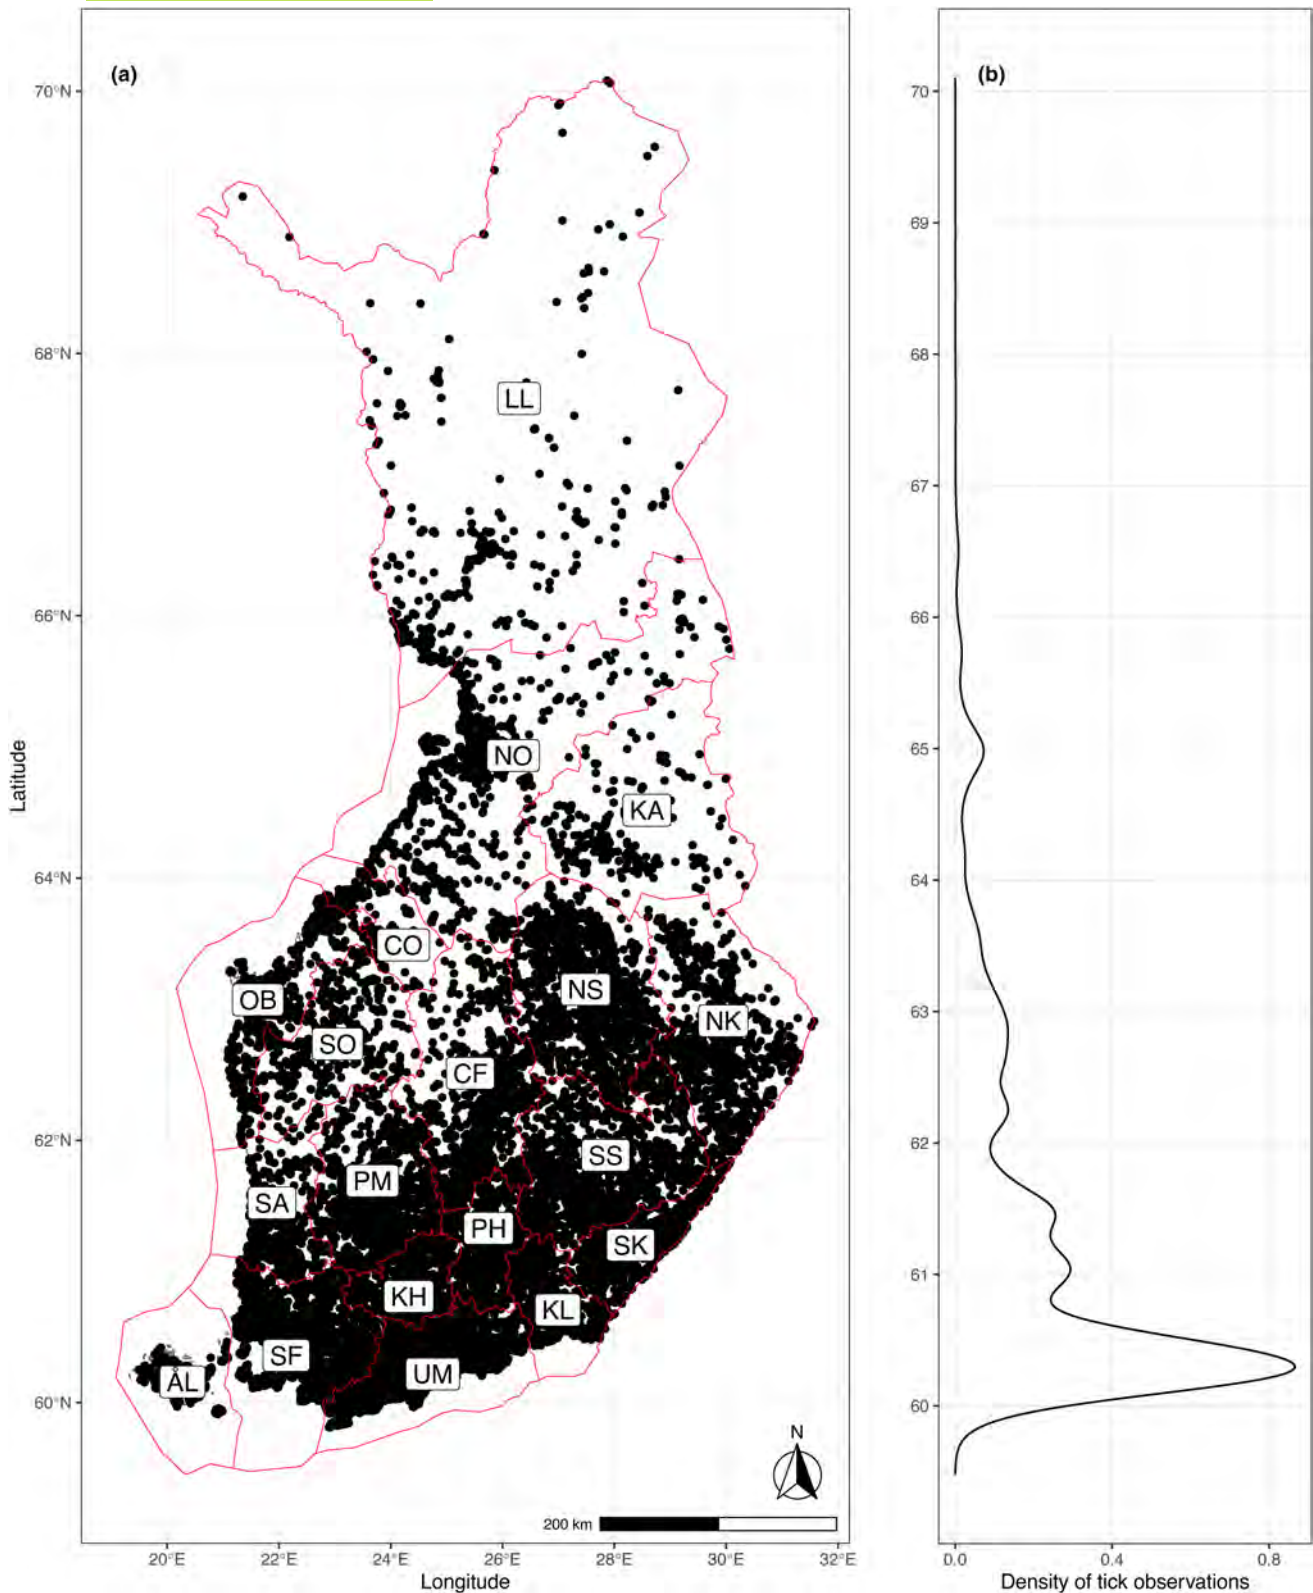 (a)
70°N
68°N
66°N
64°N
62°N
60°N
Latitude
LL
NO
KA
CO
OB
NS
NK
SO
CF
SS
PM
SA
PH
SK
KH
KL
SF
UM
ÅL
N
200 km
20°E 22°E 24°E 26°E 28°E 30°E 32°E
Longitude
(b)
70
69
68
67
66
65
64
63
62
61
60
0.0 0.4 0.8
Density of tick observations